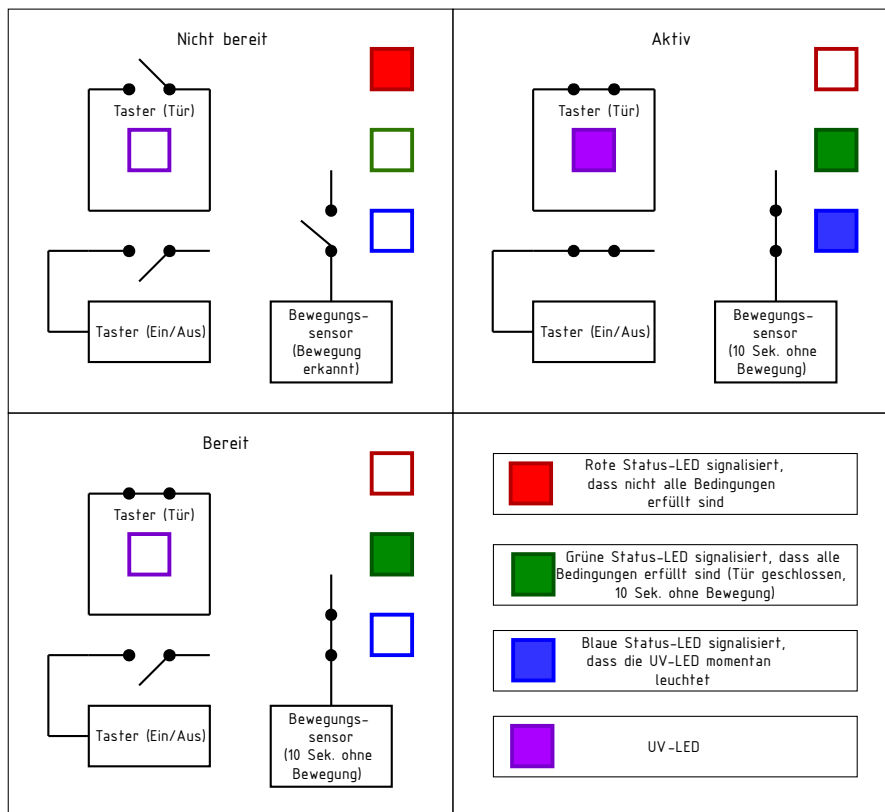 Nicht bereit
Taster (Tür)
Taster (Ein/Aus)
Bewegungs-
sensor
(Bewegung
erkannt)
Aktiv
Taster (Tür)
Taster (Ein/Aus)
Bewegungs-
sensor
(10 Sek. ohne
Bewegung)
Bereit
Taster (Tür)
Taster (Ein/Aus)
Bewegungs-
sensor
(10 Sek. ohne
Bewegung)
Rote Status-LED signalisiert,
dass nicht alle Bedingungen
erfüllt sind
Grüne Status-LED signalisiert, dass alle
Bedingungen erfüllt sind (Tür geschlossen,
10 Sek. ohne Bewegung)
Blaue Status-LED signalisiert,
dass die UV-LED momentan
leuchtet
UV-LED